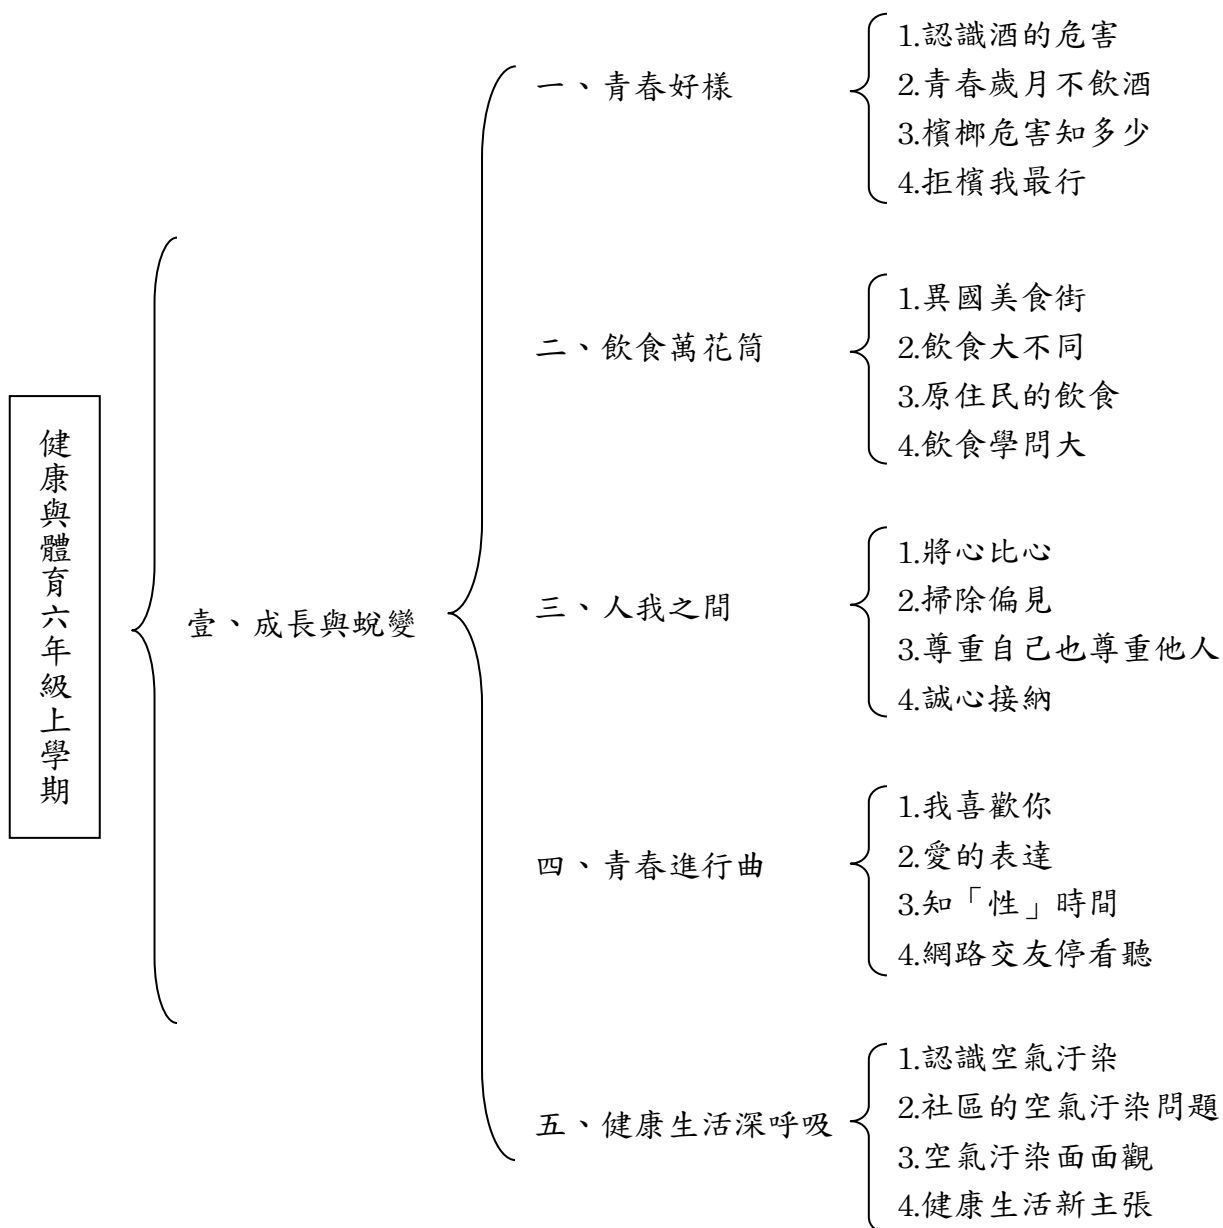 健康與體育六年級上學期
壹、成長與蛻變
一、青春好樣
1.認識酒的危害
2.青春歲月不飲酒
3.檳榔危害知多少
4.拒檳我最行
二、飲食萬花筒
1.異國美食街
2.飲食大不同
3.原住民的飲食
4.飲食學問大
三、人我之間
1.將心比心
2.掃除偏見
3.尊重自己也尊重他人
4.誠心接納
四、青春進行曲
1.我喜歡你
2.愛的表達
3.知「性」時間
4.網路交友停看聽
五、健康生活深呼吸
1.認識空氣汙染
2.社區的空氣汙染問題
3.空氣汙染面面觀
4.健康生活新主張